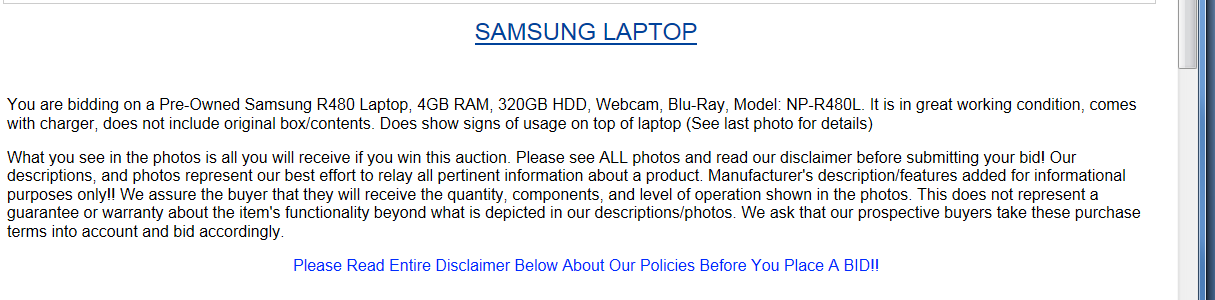 SAMSUNG LAPTOP
You are bidding on a Pre-Owned Samsung R480 Laptop, 4GB RAM, 320GB HDD, Webcam, Blu-Ray, Model: NP-R480L. It is in great working condition, comes
with charger, does not include original box/contents. Does show signs of usage on top of laptop (See last photo for details)
What you see in the photos is all you will receive if you win this auction. Please see ALL photos and read our disclaimer before submitting your bid! Our
descriptions, and photos represent our best effort to relay all pertinent information about a product. Manufacturer's description/features added for informational
purposes only!! We assure the buyer that they will receive the quantity, components, and level of operation shown in the photos. This does not represent a
guarantee or warranty about the item's functionality beyond what is depicted in our descriptions/photos. We ask that our prospective buyers take these purchase
terms into account and bid accordingly.
Please Read Entire Disclaimer Below About Our Policies Before You Place A BID!!